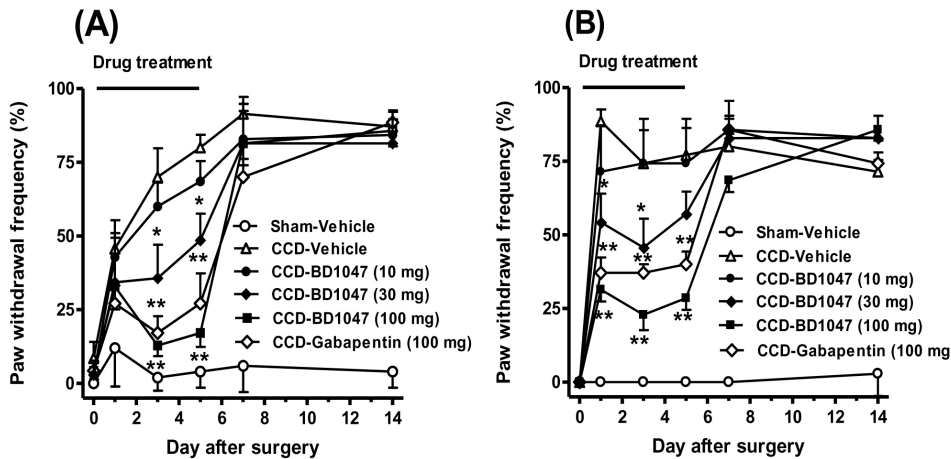 (A)
Drug treatment
Paw withdrawal frequency (%)
100
75
50
25
0
* * ** ** ** **
Sham-Vehicle
CCD-Vehicle
CCD-BD1047 (10 mg)
CCD-BD1047 (30 mg)
CCD-BD1047 (100 mg)
CCD-Gabapentin (100 mg)
0 2 4 6 8 10 12 14
Day after surgery
(B)
Drug treatment
Paw withdrawal frequency (%)
100
75
50
25
0
* * ** ** ** ** ** **
Sham-Vehicle
CCD-Vehicle
CCD-BD1047 (10 mg)
CCD-BD1047 (30 mg)
CCD-BD1047 (100 mg)
CCD-Gabapentin (100 mg)
0 2 4 6 8 10 12 14
Day after surgery